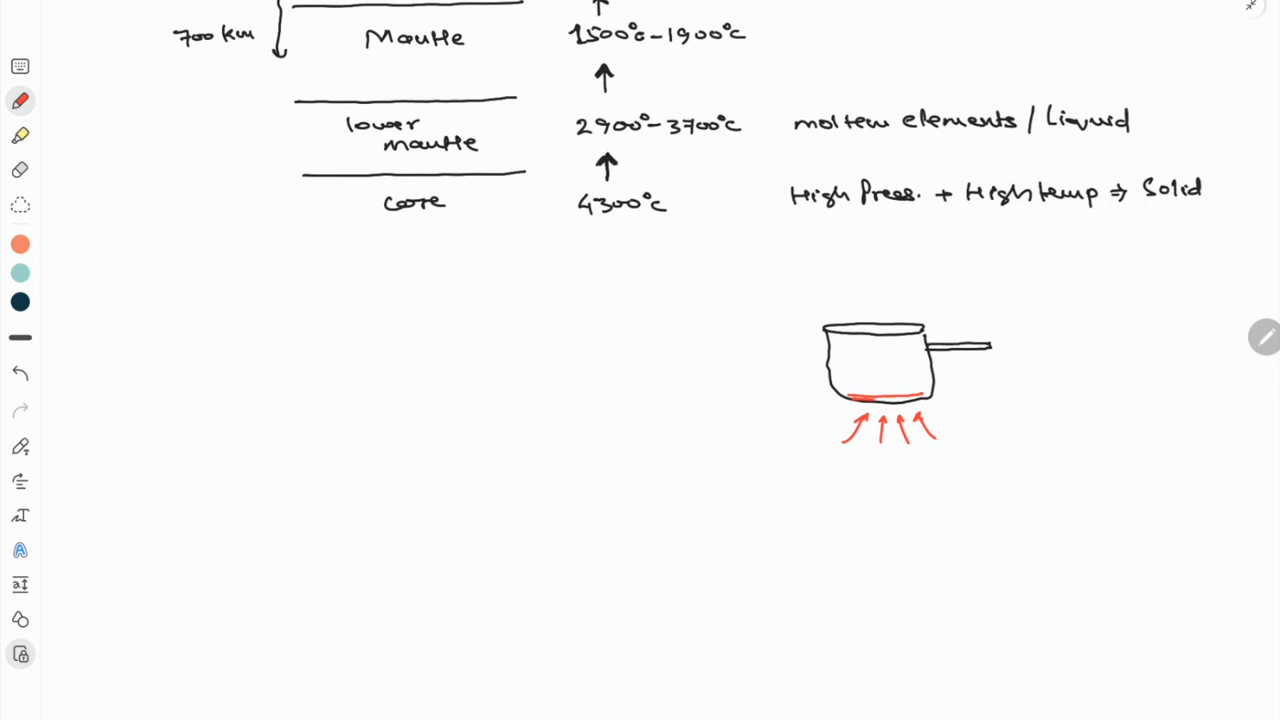 700 km Mantle 1500°c-1900°c
lower mantle 2900°-3700°c molten elements / Liquid
core 4300°c High Press. + High temp ⇒ Solid